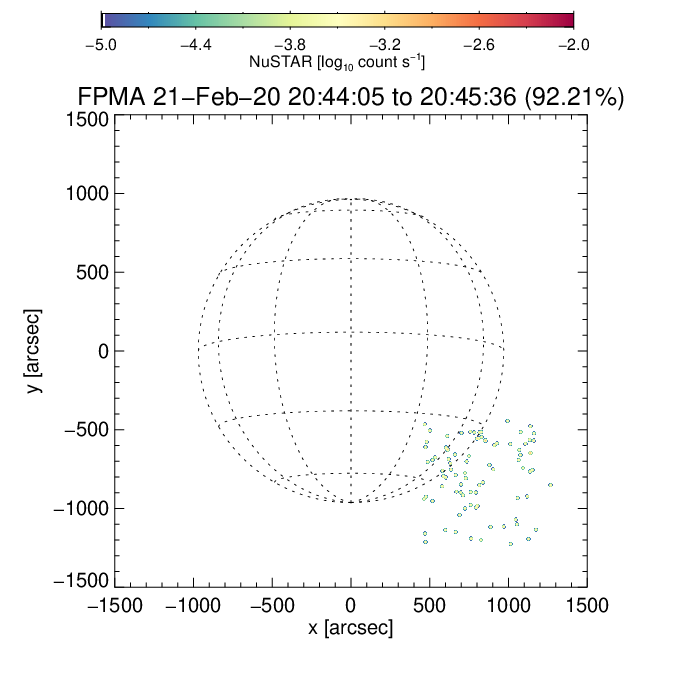 −5.0 −4.4 −3.8 −3.2 −2.6 −2.0
NuSTAR [log₁₀ count s⁻¹]
FPMA 21−Feb−20 20:44:05 to 20:45:36 (92.21%)
1500
1000
500
0
−500
−1000
−1500
y [arcsec]
−1500 −1000 −500 0 500 1000 1500
x [arcsec]